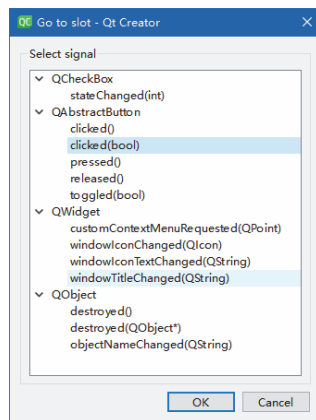 QC Go to slot - Qt Creator
Select signal
QCheckBox
stateChanged(int)
QAbstractButton
clicked()
clicked(bool)
pressed()
released()
toggled(bool)
QWidget
customContextMenuRequested(QPoint)
windowIconChanged(QIcon)
windowIconTextChanged(QString)
windowTitleChanged(QString)
QObject
destroyed()
destroyed(QObject*)
objectNameChanged(QString)
OK Cancel